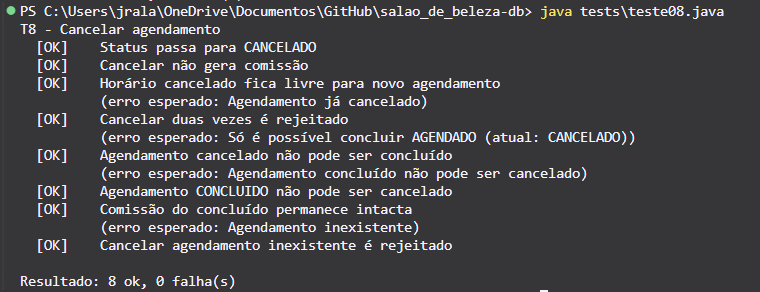 PS C:\Users\jrala\OneDrive\Documentos\GitHub\salao_de_beleza-db> java tests\teste08.java
T8 - Cancelar agendamento
[OK] Status passa para CANCELADO
[OK] Cancelar não gera comissão
[OK] Horário cancelado fica livre para novo agendamento
(erro esperado: Agendamento já cancelado)
[OK] Cancelar duas vezes é rejeitado
(erro esperado: Só é possível concluir AGENDADO (atual: CANCELADO))
[OK] Agendamento cancelado não pode ser concluído
(erro esperado: Agendamento concluído não pode ser cancelado)
[OK] Agendamento CONCLUIDO não pode ser cancelado
[OK] Comissão do concluído permanece intacta
(erro esperado: Agendamento inexistente)
[OK] Cancelar agendamento inexistente é rejeitado
Resultado: 8 ok, 0 falha(s)